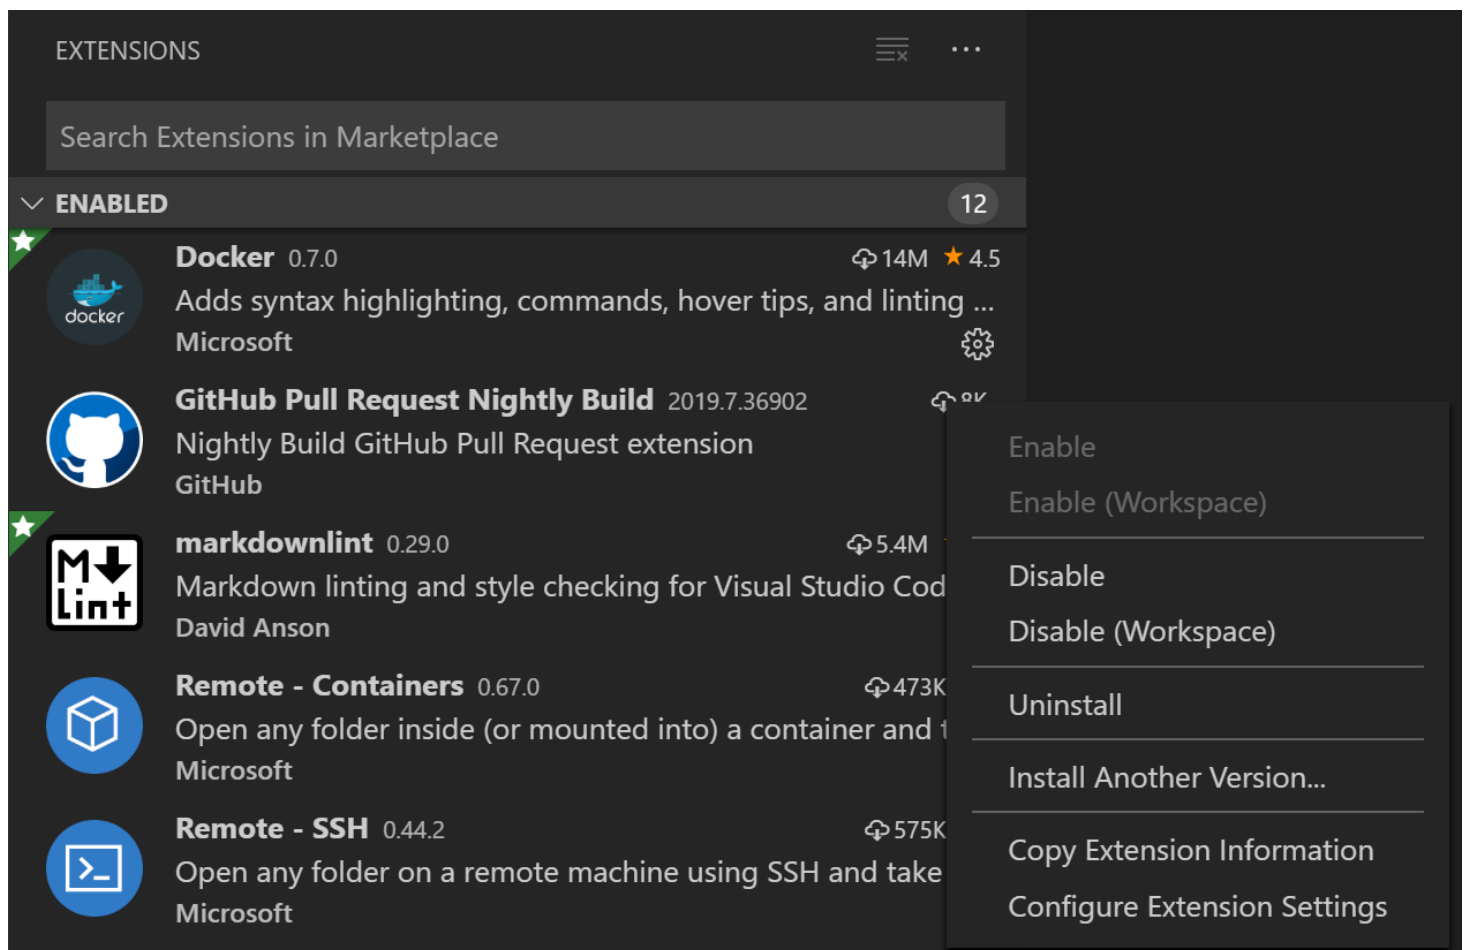 EXTENSIONS
Search Extensions in Marketplace
ENABLED 12
Docker 0.7.0 14M 4.5
Adds syntax highlighting, commands, hover tips, and linting ...
Microsoft
docker
GitHub Pull Request Nightly Build 2019.7.36902 8K
Nightly Build GitHub Pull Request extension
GitHub
markdownlint 0.29.0 5.4M
Markdown linting and style checking for Visual Studio Cod
David Anson
M
Lint
Remote - Containers 0.67.0 473K
Open any folder inside (or mounted into) a container and t
Microsoft
Remote - SSH 0.44.2 575K
Open any folder on a remote machine using SSH and take
Microsoft
Enable
Enable (Workspace)
Disable
Disable (Workspace)
Uninstall
Install Another Version...
Copy Extension Information
Configure Extension Settings